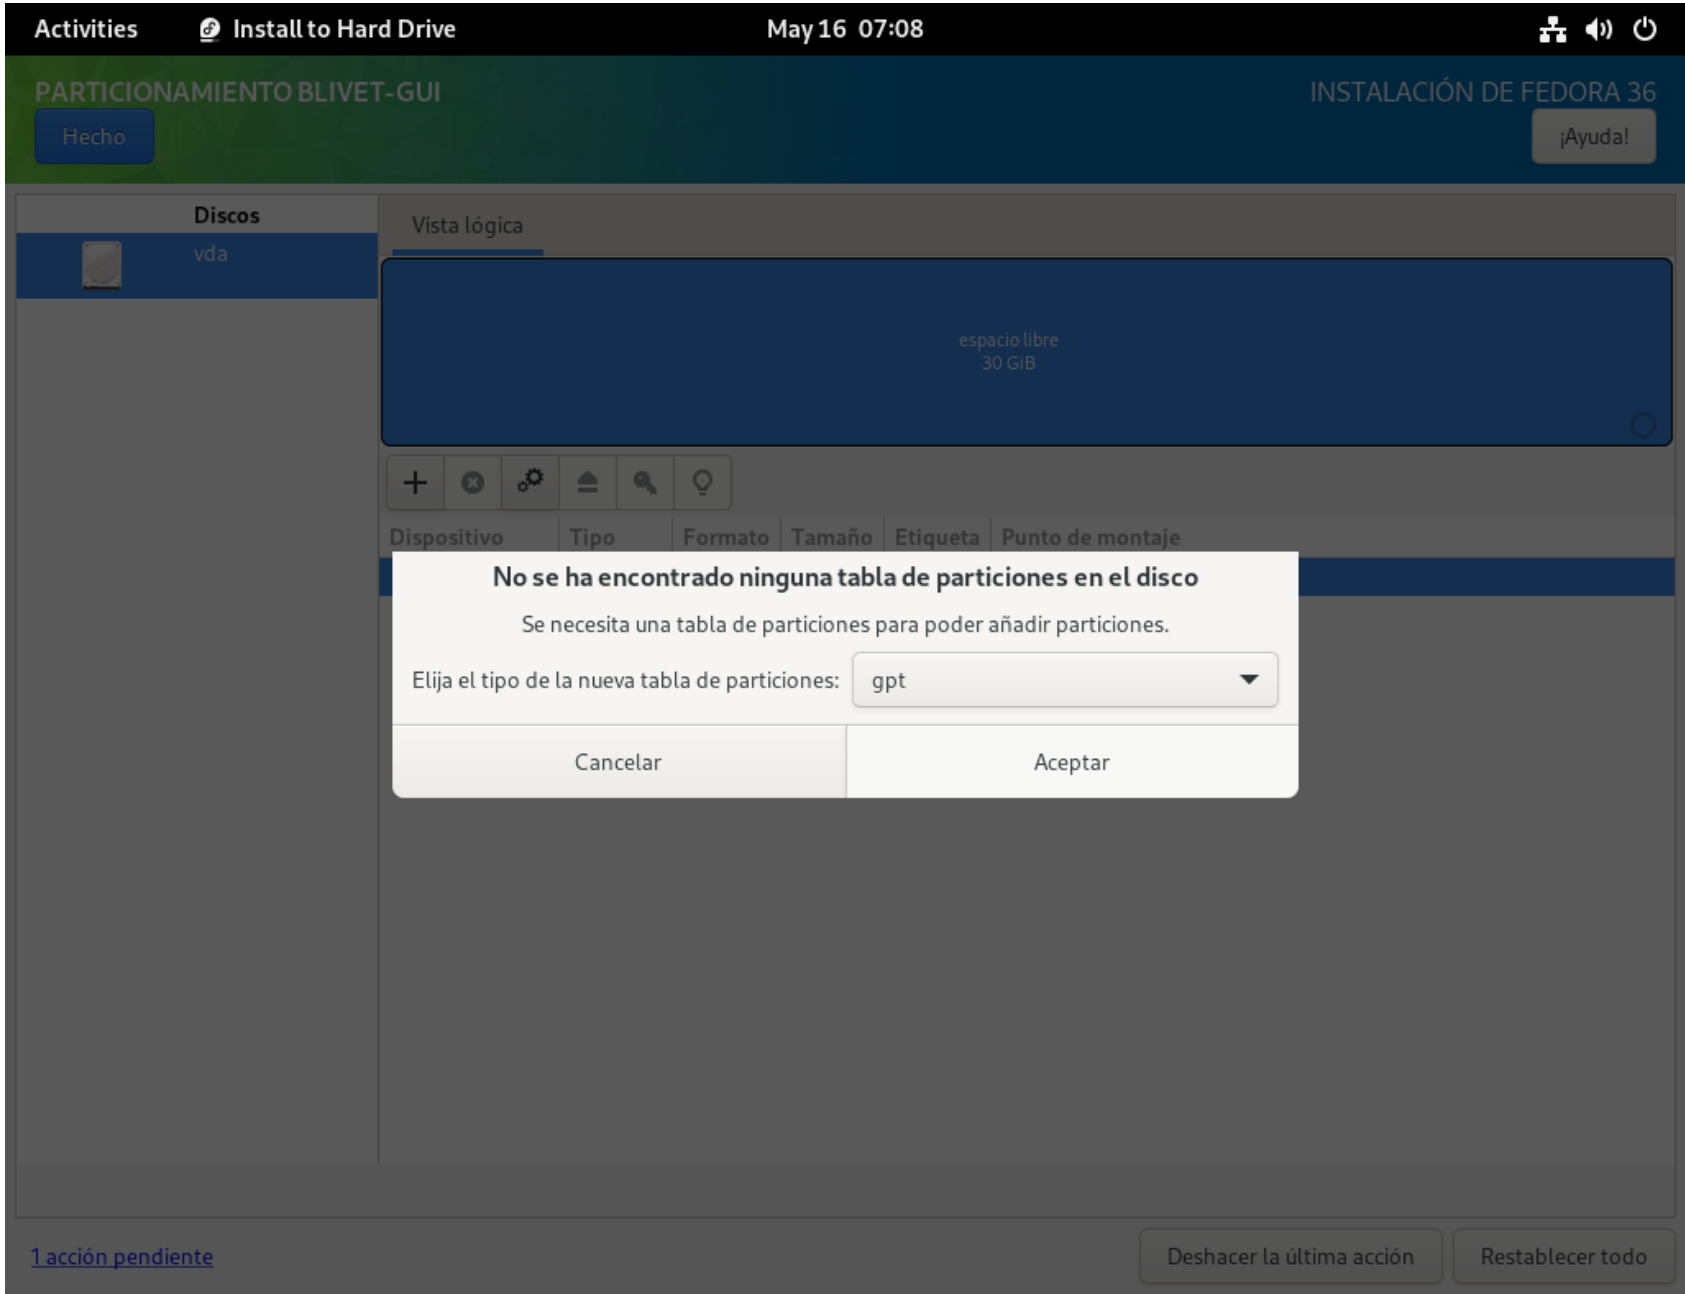 Activities Install to Hard Drive May 16 07:08
PARTICIONAMIENTO BLIVET-GUI INSTALACIÓN DE FEDORA 36
Hecho ¡Ayuda!
Discos
vda
Vista lógica
espacio libre
30 GiB
Dispositivo Tipo Formato Tamaño Etiqueta Punto de montaje
No se ha encontrado ninguna tabla de particiones en el disco
Se necesita una tabla de particiones para poder añadir particiones.
Elija el tipo de la nueva tabla de particiones: gpt
Cancelar Aceptar
1 acción pendiente Deshacer la última acción Restablecer todo